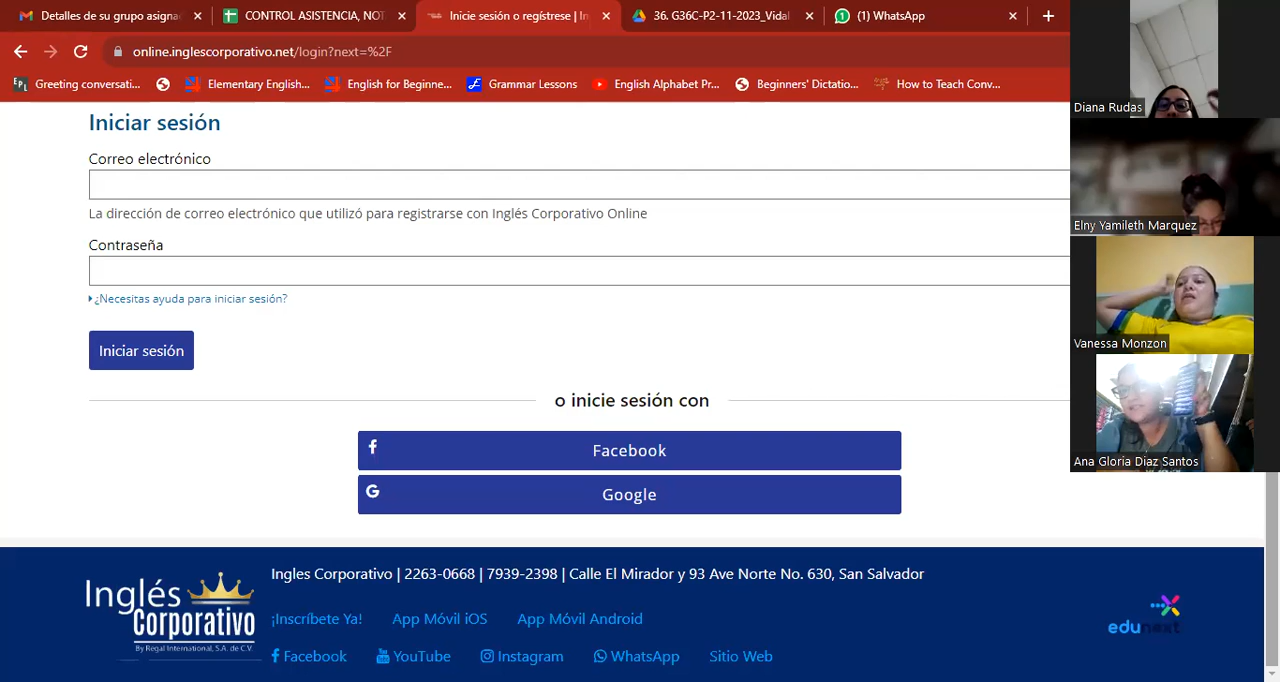 Detalles de su grupo asigna
CONTROL ASISTENCIA, NOT
Inicie sesión o regístrese | In
36. G36C-P2-11-2023_Vidal
(1) WhatsApp
online.inglescorporativo.net/login?next=%2F
EPL
Greeting conversati...
Elementary English...
English for Beginne...
Grammar Lessons
English Alphabet Pr...
Beginners' Dictatio...
How to Teach Conv...
Iniciar sesión
Correo electrónico
La dirección de correo electrónico que utilizó para registrarse con Inglés Corporativo Online
Contraseña
¿Necesitas ayuda para iniciar sesión?
Iniciar sesión
o inicie sesión con
Facebook
Google
Inglés
Corporativo
By Regal International, S.A. de C.V.
Ingles Corporativo | 2263-0668 | 7939-2398 | Calle El Mirador y 93 Ave Norte No. 630, San Salvador
¡Inscríbete Ya!
App Móvil iOS
App Móvil Android
Facebook
YouTube
Instagram
WhatsApp
Sitio Web
edunext
Diana Rudas
Elny Yamileth Marquez
Vanessa Monzon
Ana Gloria Diaz Santos